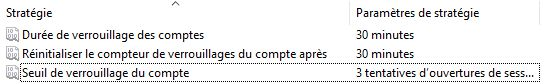 Stratégie Paramètres de stratégie
Durée de verrouillage des comptes 30 minutes
Réinitialiser le compteur de verrouillages du compte après 30 minutes
Seuil de verrouillage du compte 3 tentatives d'ouvertures de sess...